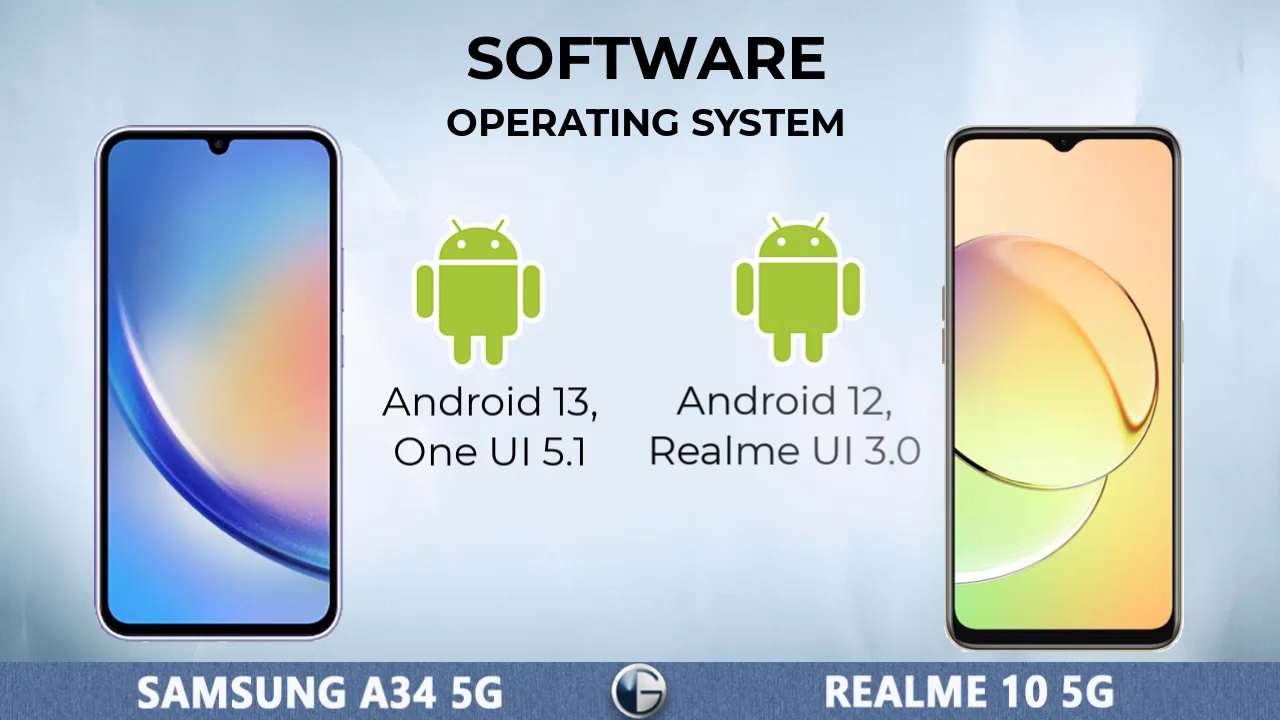 SOFTWARE
OPERATING SYSTEM
Android 13,
One UI 5.1
Android 12,
Realme UI 3.0
SAMSUNG A34 5G
REALME 10 5G